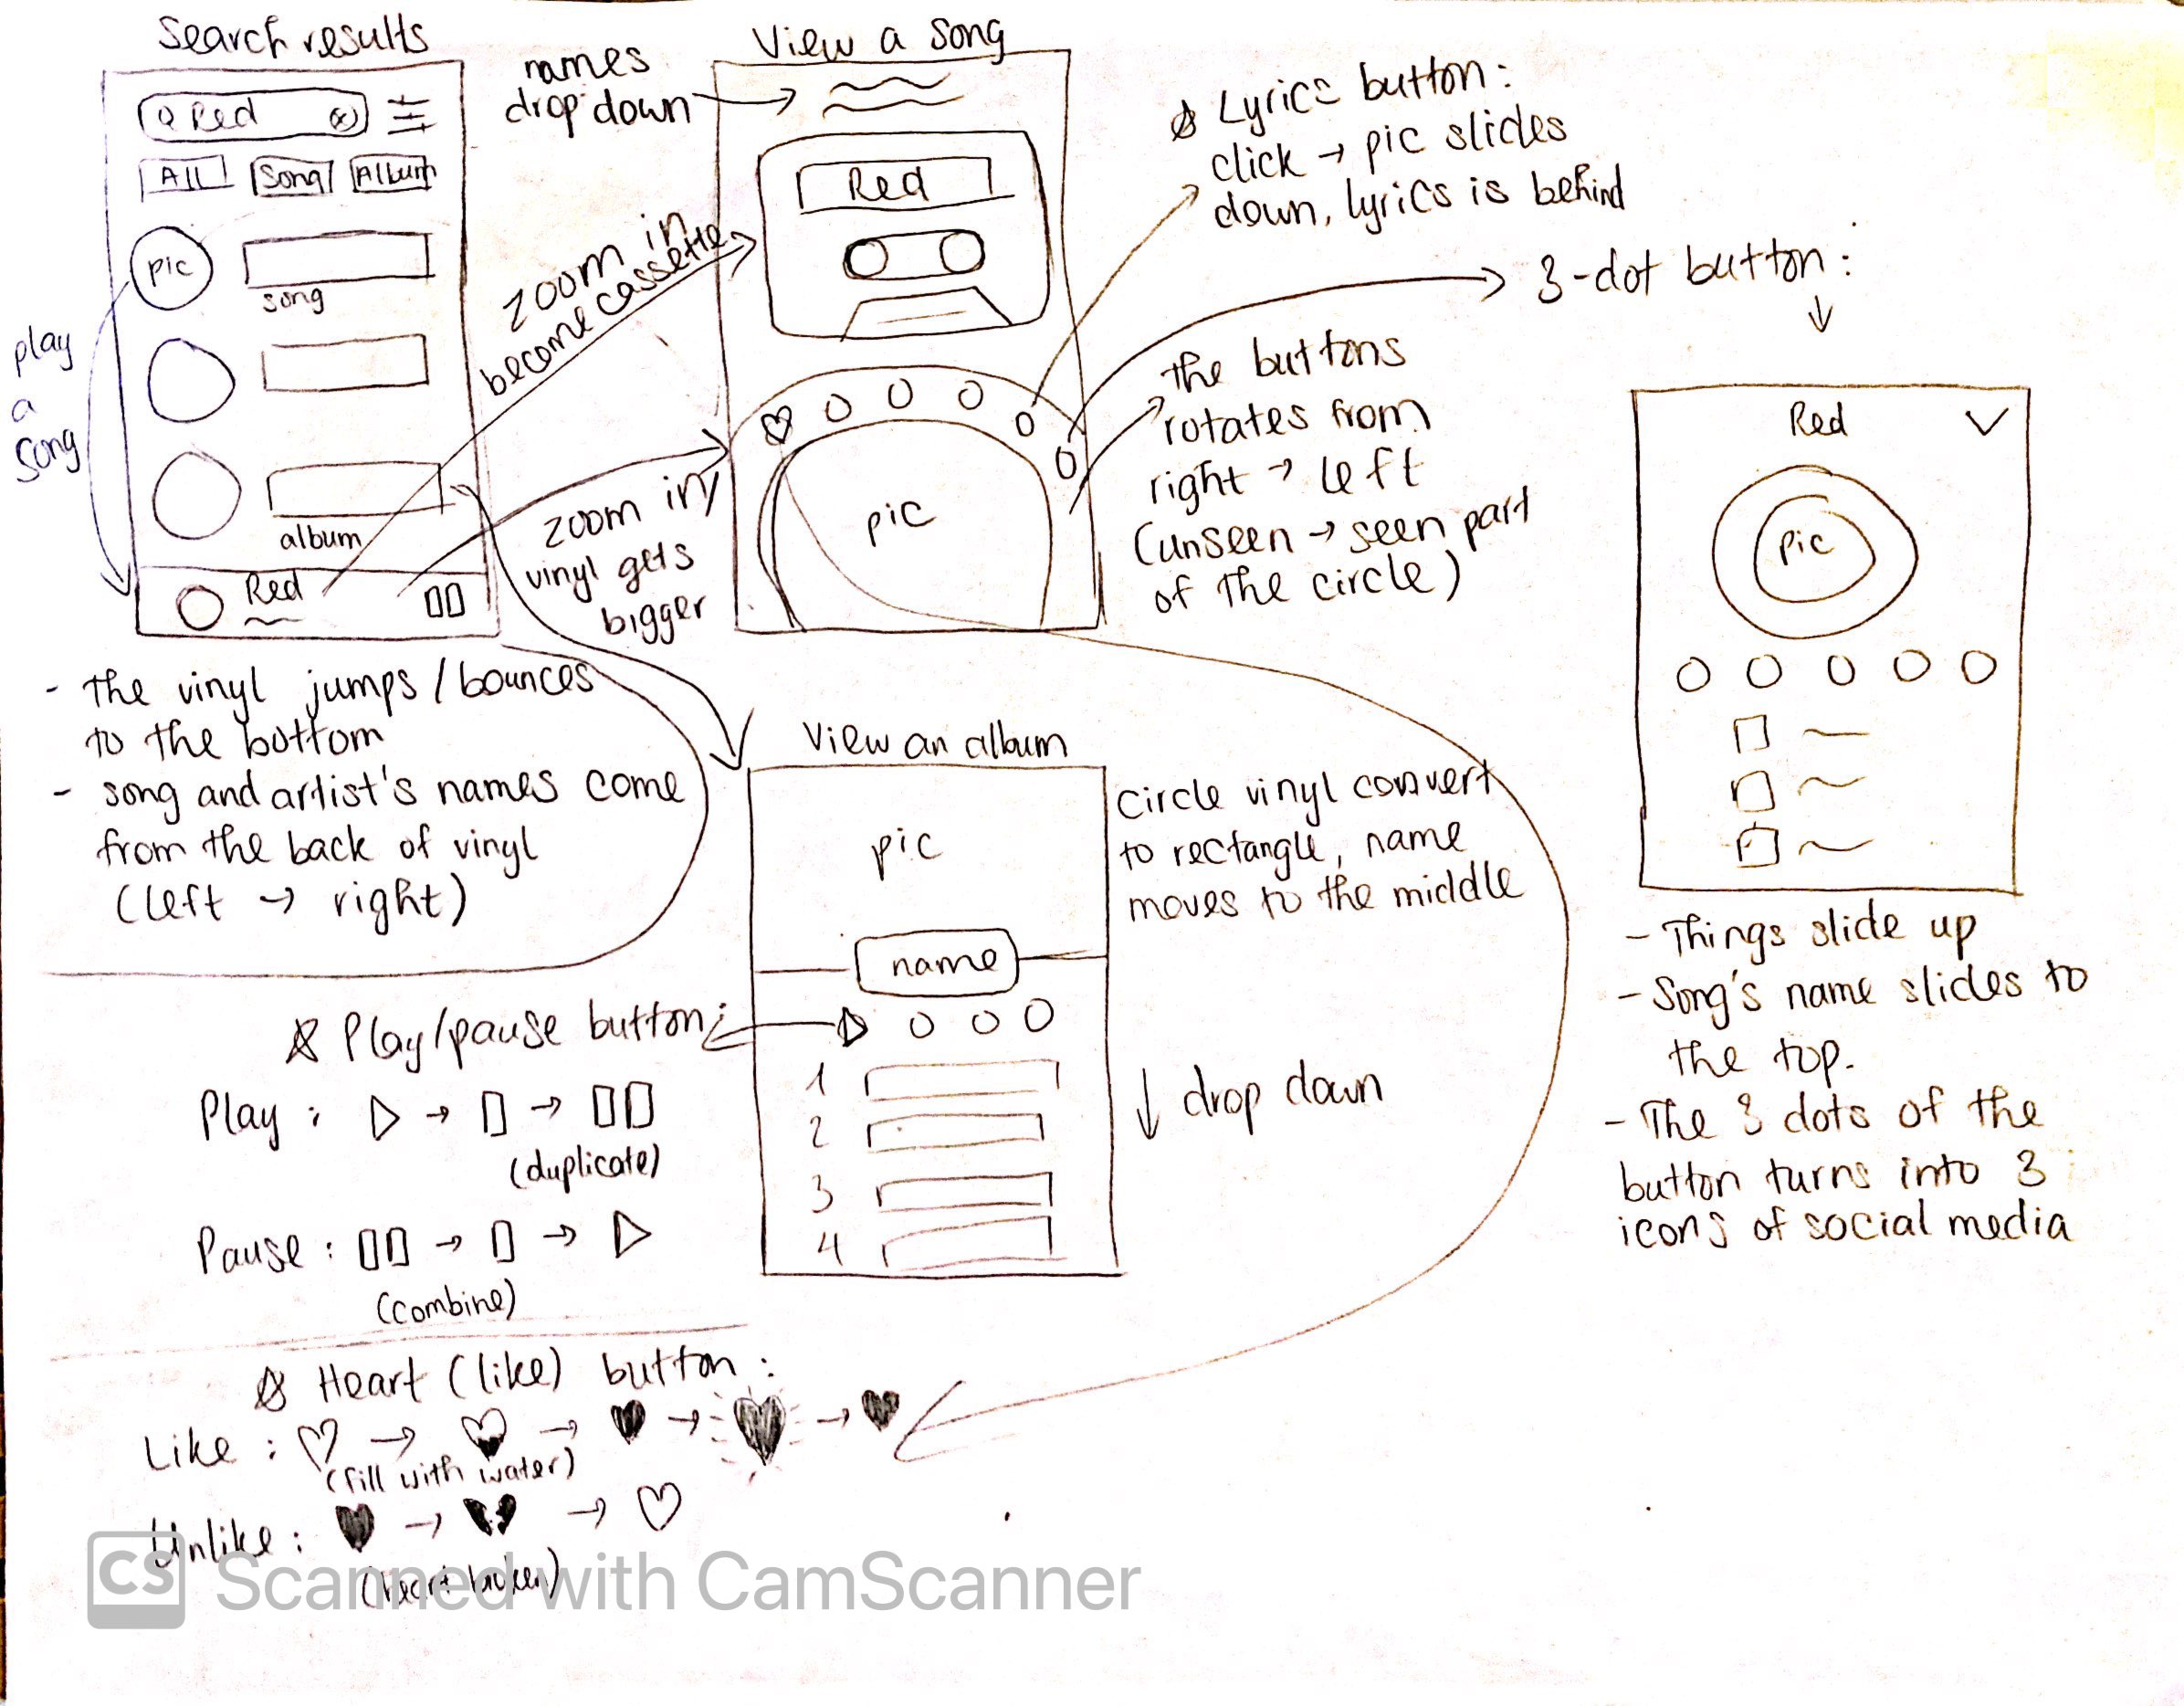 Search results
Q Red
All Song Album
pic
song
album
Red
play
a
song
- the vinyl jumps / bounces
to the bottom
- song and artist's names come
from the back of vinyl
(left → right)
names
drop down
zoom in
become cassette
zoom in,
vinyl gets
bigger
View a song
Red
pic
☆ Lyrics button:
click → pic slides
down, lyrics is behind
the buttons
rotates from
right → left
(unseen → seen part
of the circle)
3-dot button:
↓
Red
pic
- Things slide up
- Song's name slides to
the top.
- The 3 dots of the
button turns into 3
icons of social media
View an album
pic
name
1
2
3
4
circle vinyl convert
to rectangle, name
moves to the middle
↓ drop down
☆ Play/pause button:
Play : ▷ → ▯ → ▯▯
(duplicate)
Pause : ▯▯ → ▯ → ▷
(combine)
☆ Heart (like) button :
Like : ♡ → → ♥ → → ♥
(fill with water)
Unlike : ♥ → → ♡
(heart broken)
CS Scanned with CamScanner